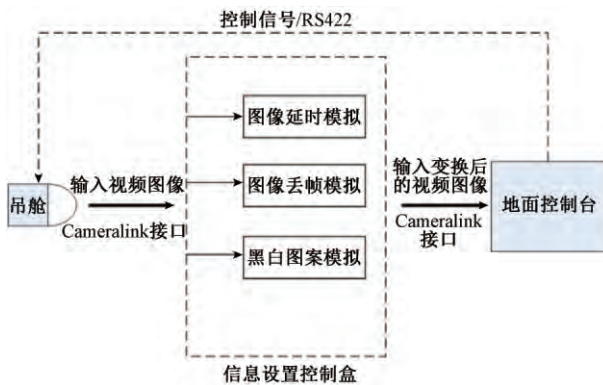 控制信号/RS422
图像延时模拟
输入视频图像
图像丢帧模拟
输入变换后
的视频图像
吊舱
地面控制台
Cameralink接口
Cameralink
接口
黑白图案模拟
信息设置控制盒